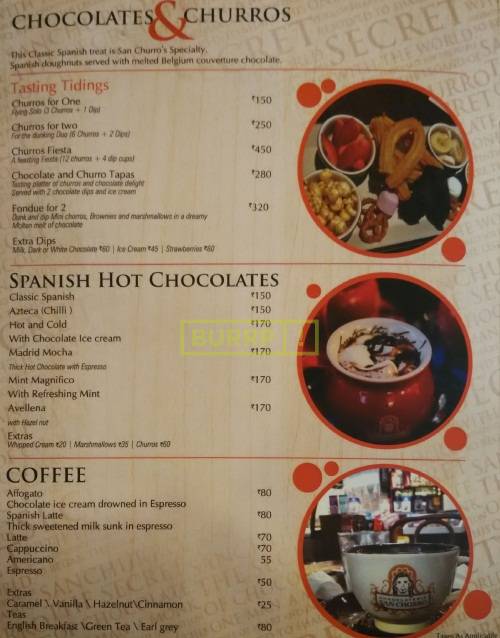 CHOCOLATES & CHURROS
This Classic Spanish treat is San Churro's Specialty.
Spanish doughnuts served with melted Belgium couverture chocolate.
Tasting Tidings
Churros for One ₹150
Flying Solo (3 Churros + 1 Dip)
Churros for two ₹250
For the dunking Duo (6 Churros + 2 Dips)
Churros Fiesta ₹450
A feasting Fiesta (12 churros + 4 dip cups)
Chocolate and Churro Tapas ₹280
Tasting platter of churros and chocolate delight
Served with 2 chocolate dips and ice cream
Fondue for 2 ₹320
Dunk and dip Mini churros, Brownies and marshmallows in a dreamy
Molten melt of chocolate
Extra Dips
Milk, Dark or White Chocolate ₹60 | Ice Cream ₹45 | Strawberries ₹80
SPANISH HOT CHOCOLATES
Classic Spanish ₹150
Azteca (Chilli ) ₹150
Hot and Cold ₹170
With Chocolate Ice cream
Madrid Mocha ₹170
Thick Hot Chocolate with Espresso
Mint Magnifico ₹170
With Refreshing Mint
Avellena ₹170
with Hazel nut
Extras
Whipped Cream ₹20 | Marshmallows ₹35 | Churros ₹60
BURRP
COFFEE
Affogato ₹80
Chocolate ice cream drowned in Espresso
Spanish Latte ₹80
Thick sweetened milk sunk in espresso
Latte ₹70
Cappuccino ₹70
Americano 55
Espresso
₹50
Extras
Caramel \ Vanilla \ Hazelnut\Cinnamon ₹25
Teas
English Breakfast \Green Tea \ Earl grey ₹80
SAN CHURRO
Taxes As Applicable